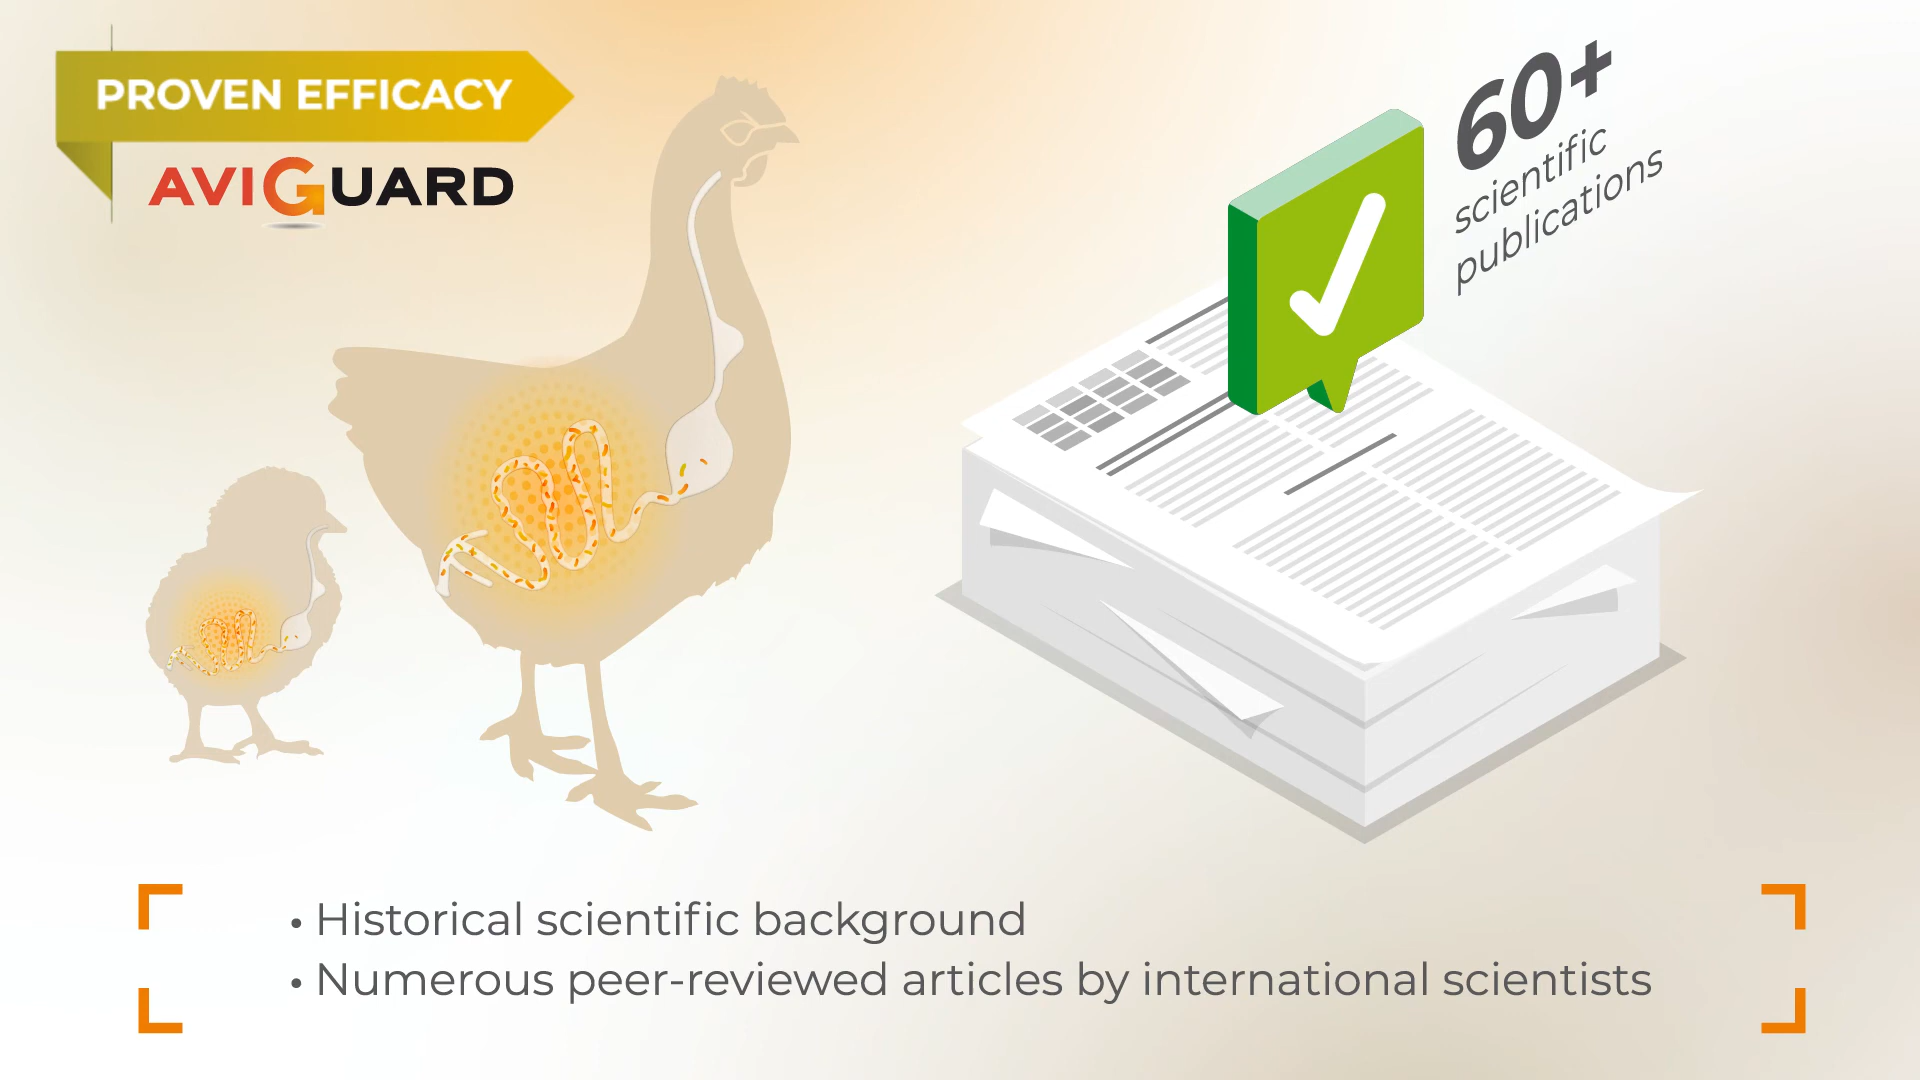 PROVEN EFFICACY
AVIGUARD
60+
scientific
publications
• Historical scientific background
• Numerous peer-reviewed articles by international scientists